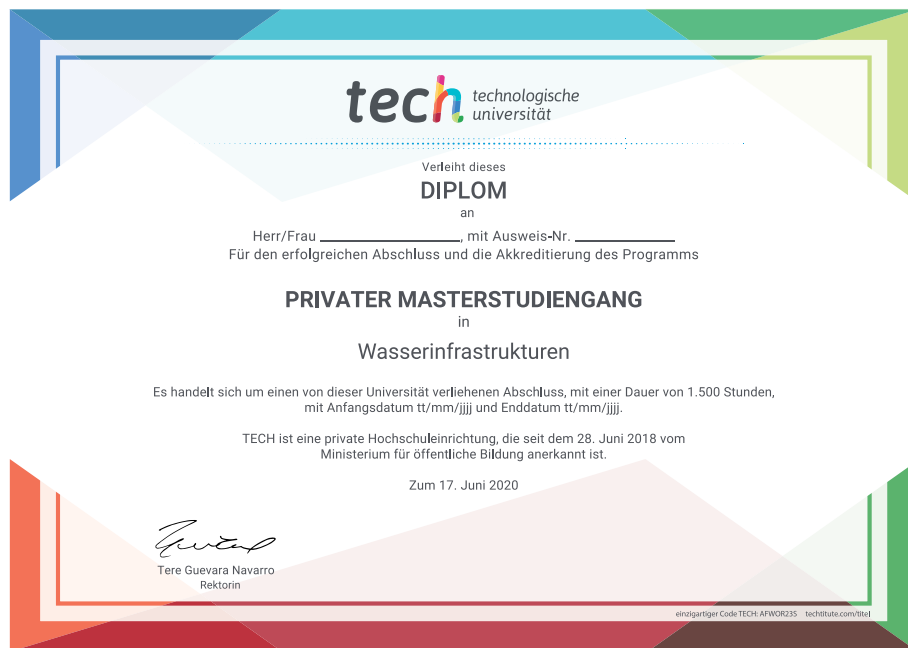 tech technologische
universität
Verleiht dieses
DIPLOM
an
Herr/Frau ____________, mit Ausweis-Nr. ____________
Für den erfolgreichen Abschluss und die Akkreditierung des Programms
PRIVATER MASTERSTUDIENGANG
in
Wasserinfrastrukturen
Es handelt sich um einen von dieser Universität verliehenen Abschluss, mit einer Dauer von 1.500 Stunden,
mit Anfangsdatum tt/mm/jjjj und Enddatum tt/mm/jjjj.
TECH ist eine private Hochschuleinrichtung, die seit dem 28. Juni 2018 vom
Ministerium für öffentliche Bildung anerkannt ist.
Zum 17. Juni 2020
Tere Guevara Navarro
Rektorin
einzigartiger Code TECH: AFWOR23S techtitute.com/titel